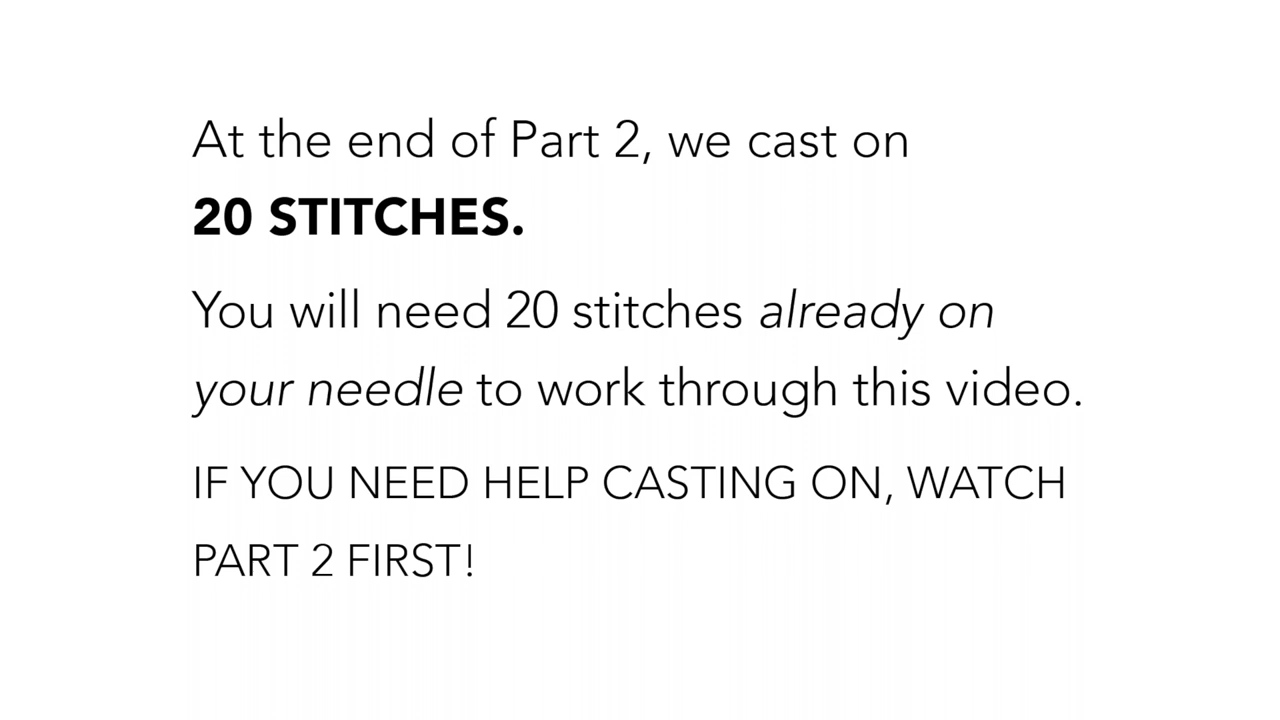 At the end of Part 2, we cast on
20 STITCHES.
You will need 20 stitches already on
your needle to work through this video.
IF YOU NEED HELP CASTING ON, WATCH
PART 2 FIRST!